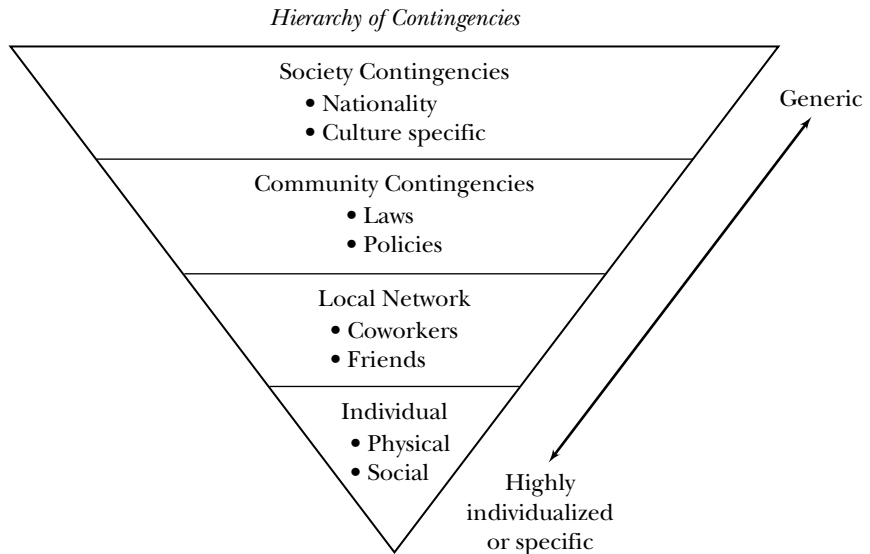 Hierarchy of Contingencies
Society Contingencies
• Nationality
• Culture specific
Generic
Community Contingencies
• Laws
• Policies
Local Network
• Coworkers
• Friends
Individual
• Physical
• Social
Highly
individualized
or specific